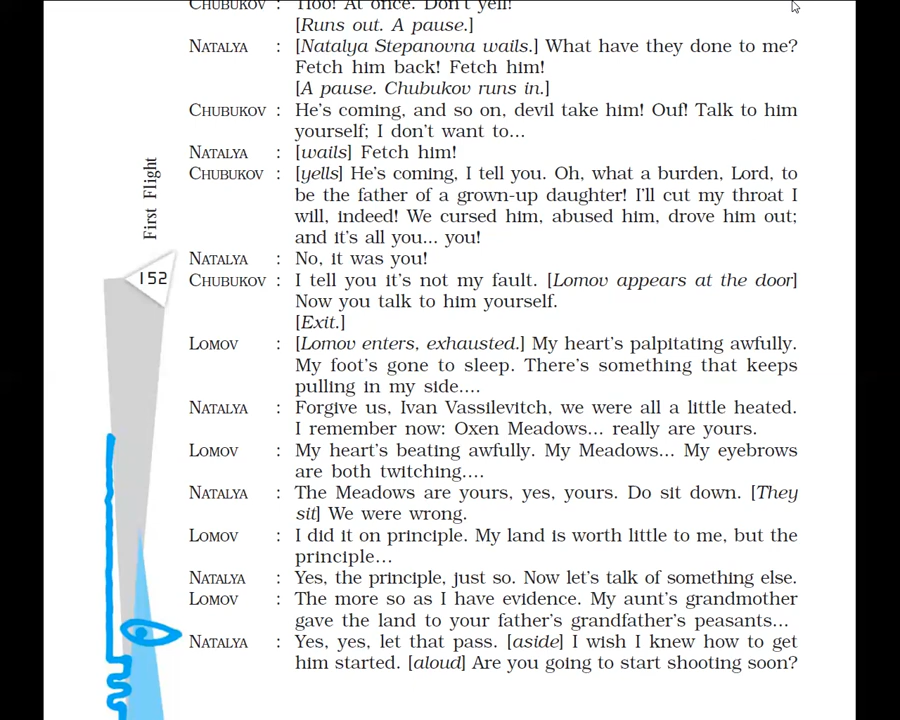 CHUBUKOV : Tloo! At once. Don't yell!
[Runs out. A pause.]
NATALYA : [Natalya Stepanovna wails.] What have they done to me?
Fetch him back! Fetch him!
[A pause. Chubukov runs in.]
CHUBUKOV : He's coming, and so on, devil take him! Ouf! Talk to him
yourself; I don't want to...
NATALYA : [wails] Fetch him!
CHUBUKOV : [yells] He's coming, I tell you. Oh, what a burden, Lord, to
be the father of a grown-up daughter! I'll cut my throat I
will, indeed! We cursed him, abused him, drove him out;
and it's all you... you!
NATALYA : No, it was you!
CHUBUKOV : I tell you it's not my fault. [Lomov appears at the door]
Now you talk to him yourself.
[Exit.]
LOMOV : [Lomov enters, exhausted.] My heart's palpitating awfully.
My foot's gone to sleep. There's something that keeps
pulling in my side....
NATALYA : Forgive us, Ivan Vassilevitch, we were all a little heated.
I remember now: Oxen Meadows... really are yours.
LOMOV : My heart's beating awfully. My Meadows... My eyebrows
are both twitching....
NATALYA : The Meadows are yours, yes, yours. Do sit down. [They
sit] We were wrong.
LOMOV : I did it on principle. My land is worth little to me, but the
principle...
NATALYA : Yes, the principle, just so. Now let's talk of something else.
LOMOV : The more so as I have evidence. My aunt's grandmother
gave the land to your father's grandfather's peasants...
NATALYA : Yes, yes, let that pass. [aside] I wish I knew how to get
him started. [aloud] Are you going to start shooting soon?
First Flight
152